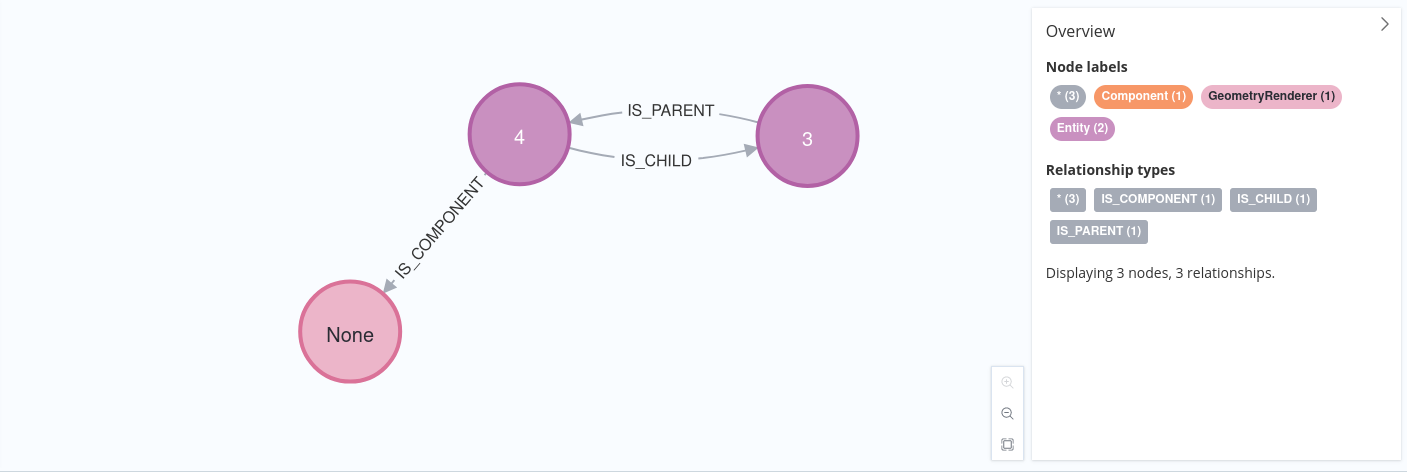 4
IS_PARENT
3
IS_CHILD
IS_COMPONENT
None
Overview
Node labels
* (3) Component (1) GeometryRenderer (1)
Entity (2)
Relationship types
* (3) IS_COMPONENT (1) IS_CHILD (1)
IS_PARENT (1)
Displaying 3 nodes, 3 relationships.